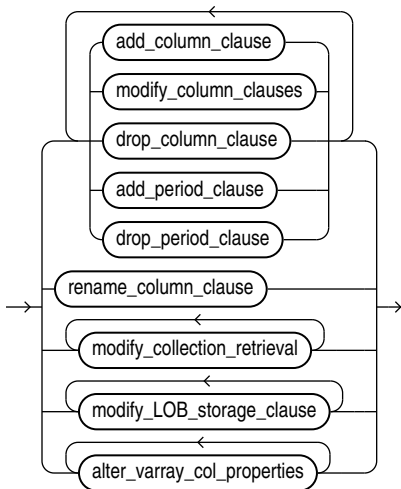 add_column_clause
modify_column_clauses
drop_column_clause
add_period_clause
drop_period_clause
rename_column_clause
modify_collection_retrieval
modify_LOB_storage_clause
alter_varray_col_properties